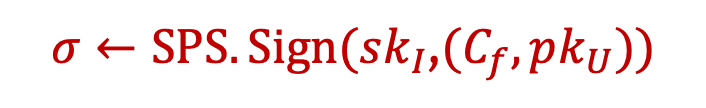 σ ← SPS.Sign(sk_I,(C_f,pk_U))